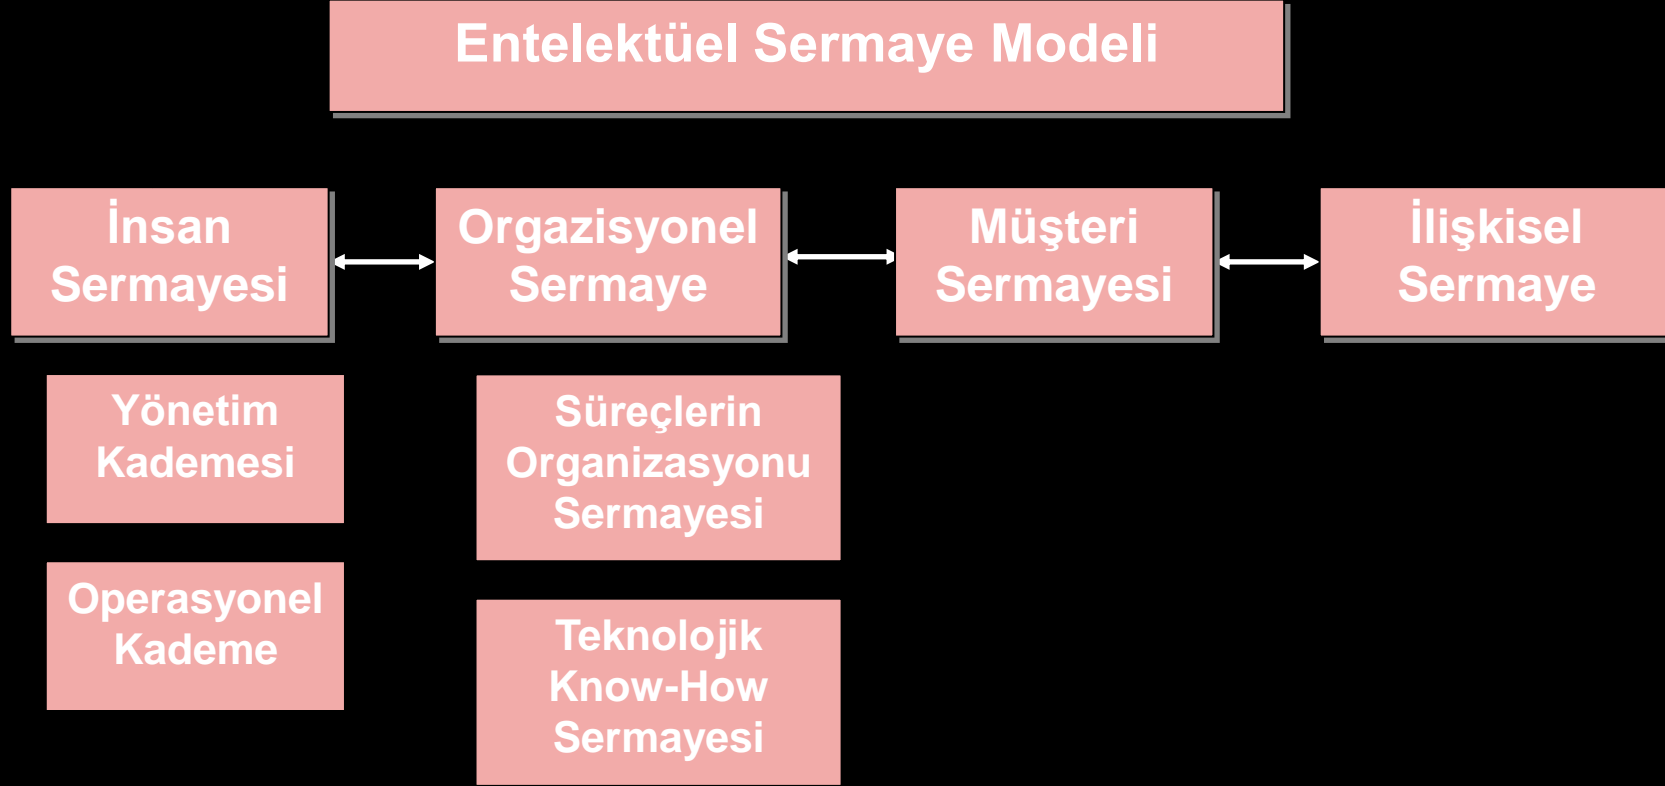 Entelektüel Sermaye Modeli
İnsan
Sermayesi
Orgazisyonel
Sermaye
Müşteri
Sermayesi
İlişkisel
Sermaye
Yönetim
Kademesi
Operasyonel
Kademe
Süreçlerin
Organizasyonu
Sermayesi
Teknolojik
Know-How
Sermayesi